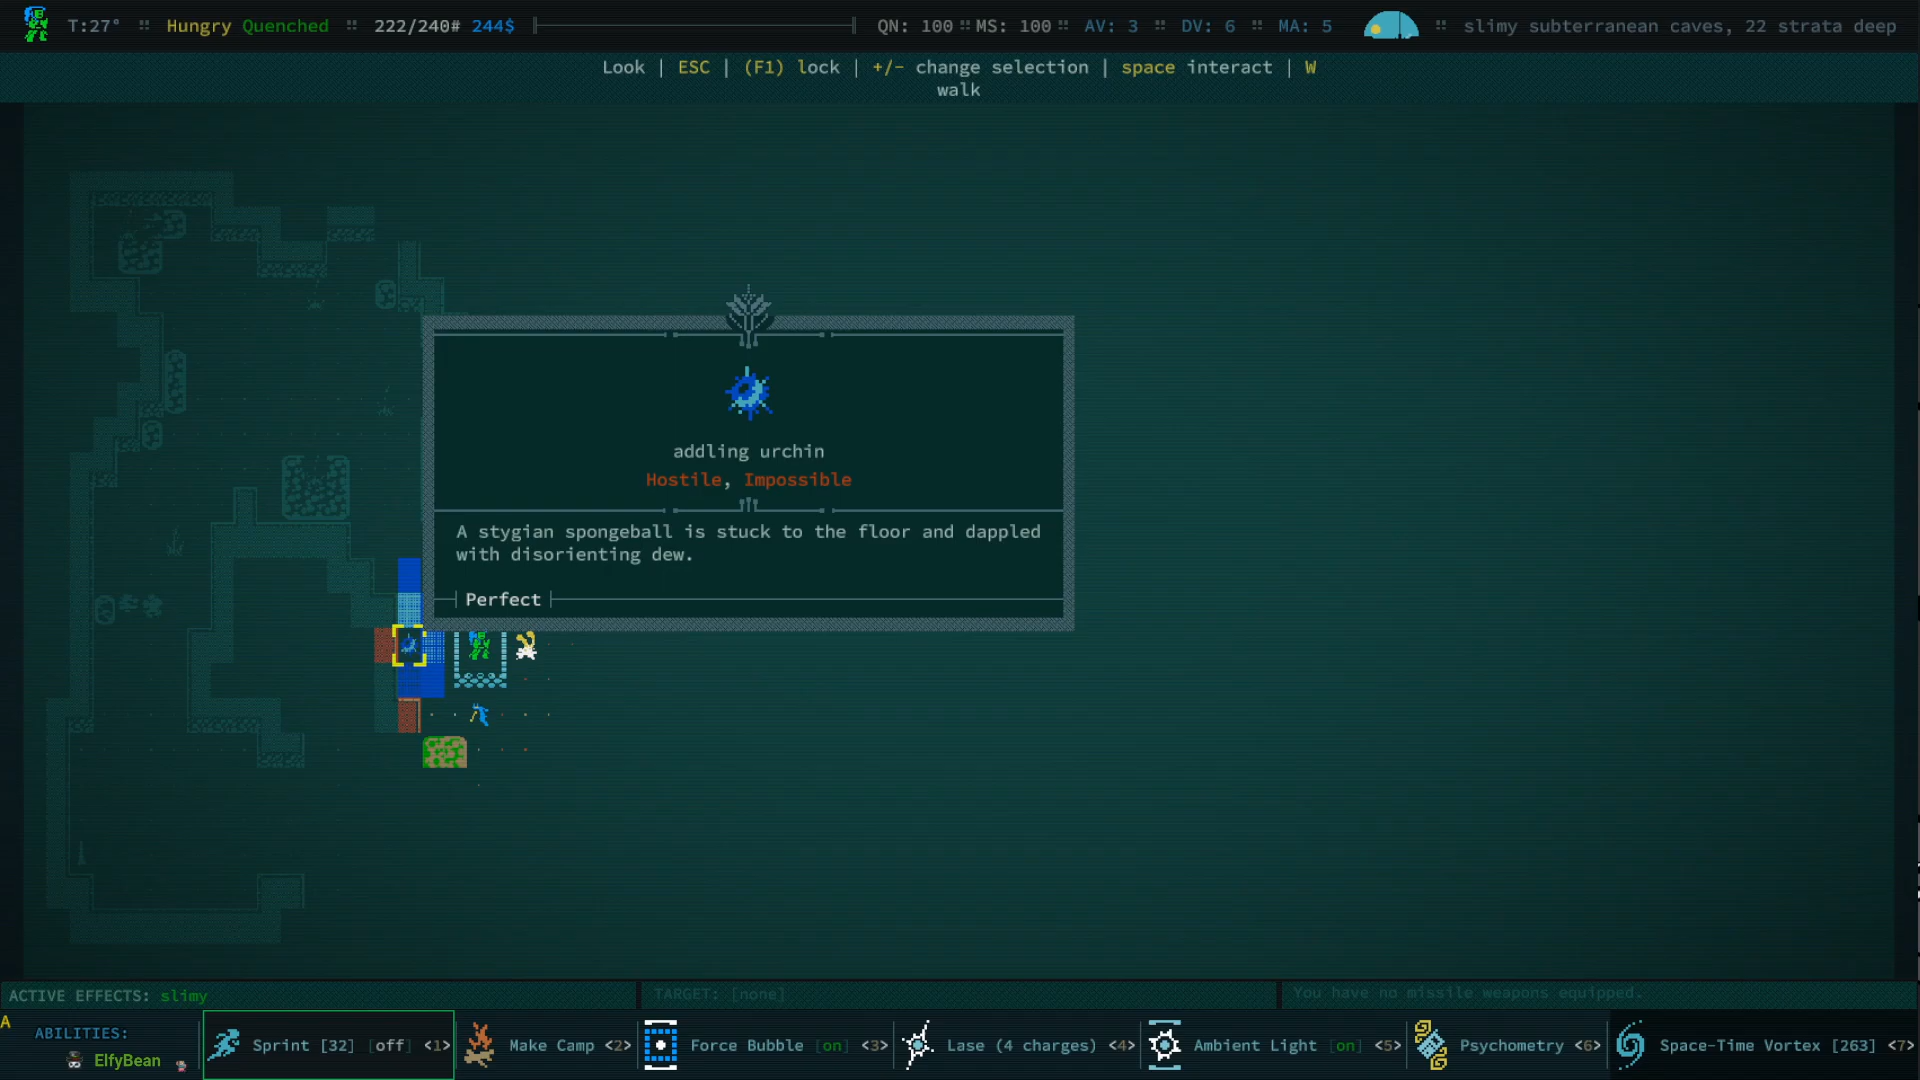 T:27° :: Hungry Quenched :: 222/240# 244$ QN: 100 :: MS: 100 :: AV: 3 :: DV: 6 :: MA: 5 :: slimy subterranean caves, 22 strata deep
Look | ESC | (F1) lock | +/- change selection | space interact | W
walk
addling urchin
Hostile, Impossible
A stygian spongeball is stuck to the floor and dappled
with disorienting dew.
Perfect
ACTIVE EFFECTS: slimy
TARGET: [none]
You have no missile weapons equipped.
A
ABILITIES:
ElfyBean
Sprint [32] [off] <1>
Make Camp <2>
Force Bubble [on] <3>
Lase (4 charges) <4>
Ambient Light [on] <5>
Psychometry <6>
Space-Time Vortex [263] <7>